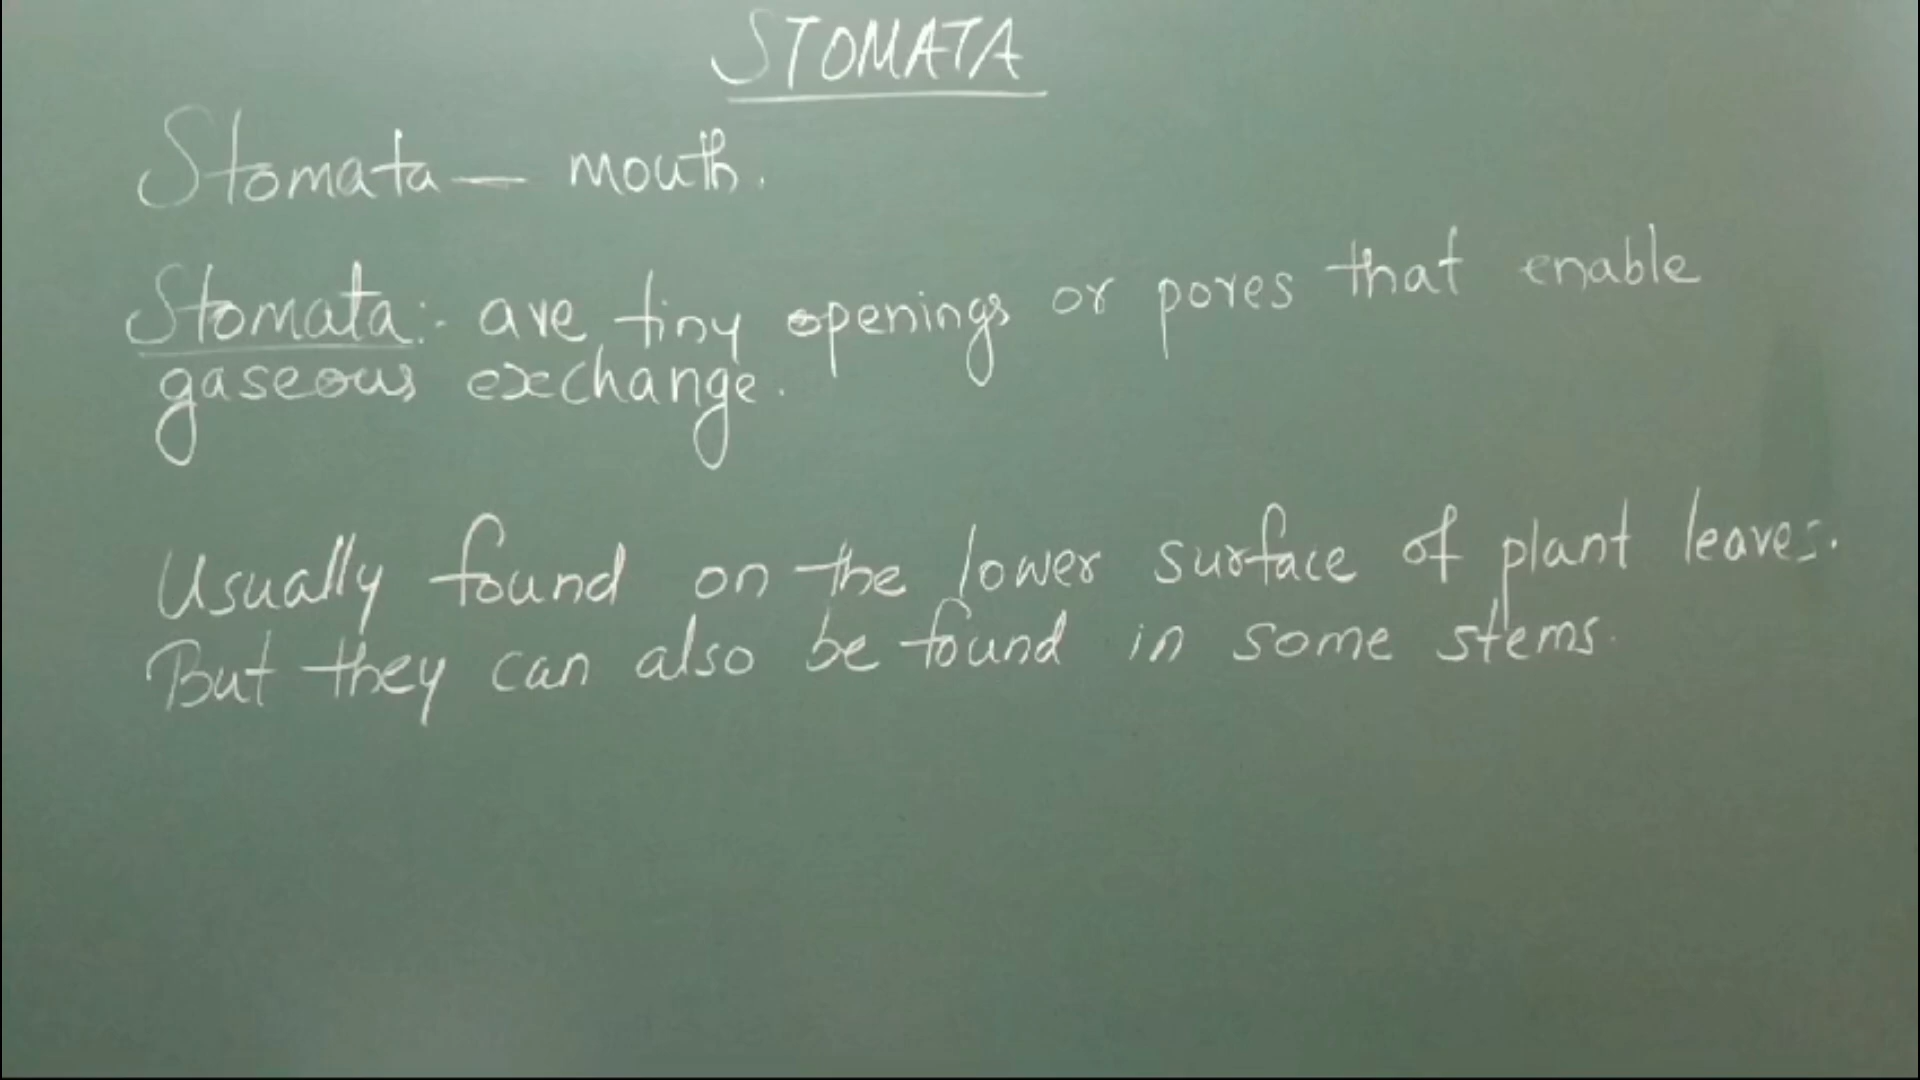 STOMATA
Stomata — mouth.
Stomata:- are tiny openings or pores that enable
gaseous exchange.
Usually found on the lower surface of plant leaves.
But they can also be found in some stems.